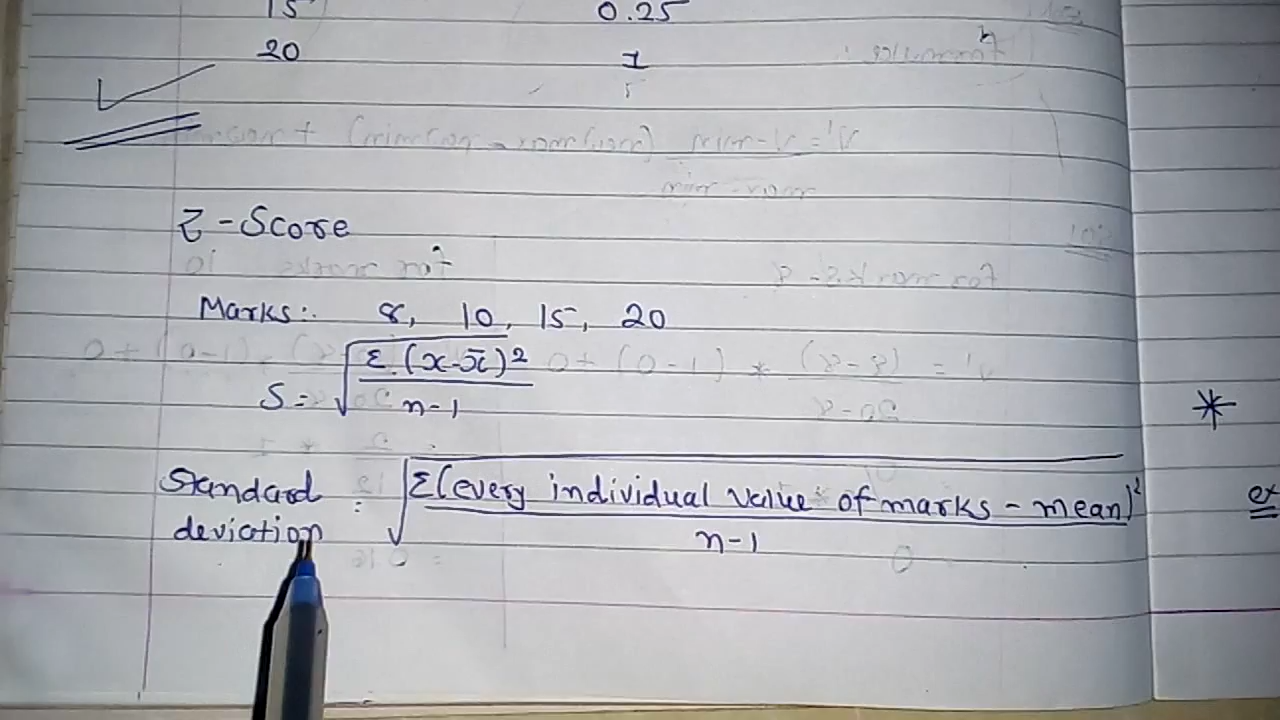 15 0.25
20 1
Z-Score
Marks:. 8, 10, 15, 20
S = √Σ(x-x̄)²
n-1
Standard = √Σ(every individual value of marks - mean)²
deviation n-1
*
ex